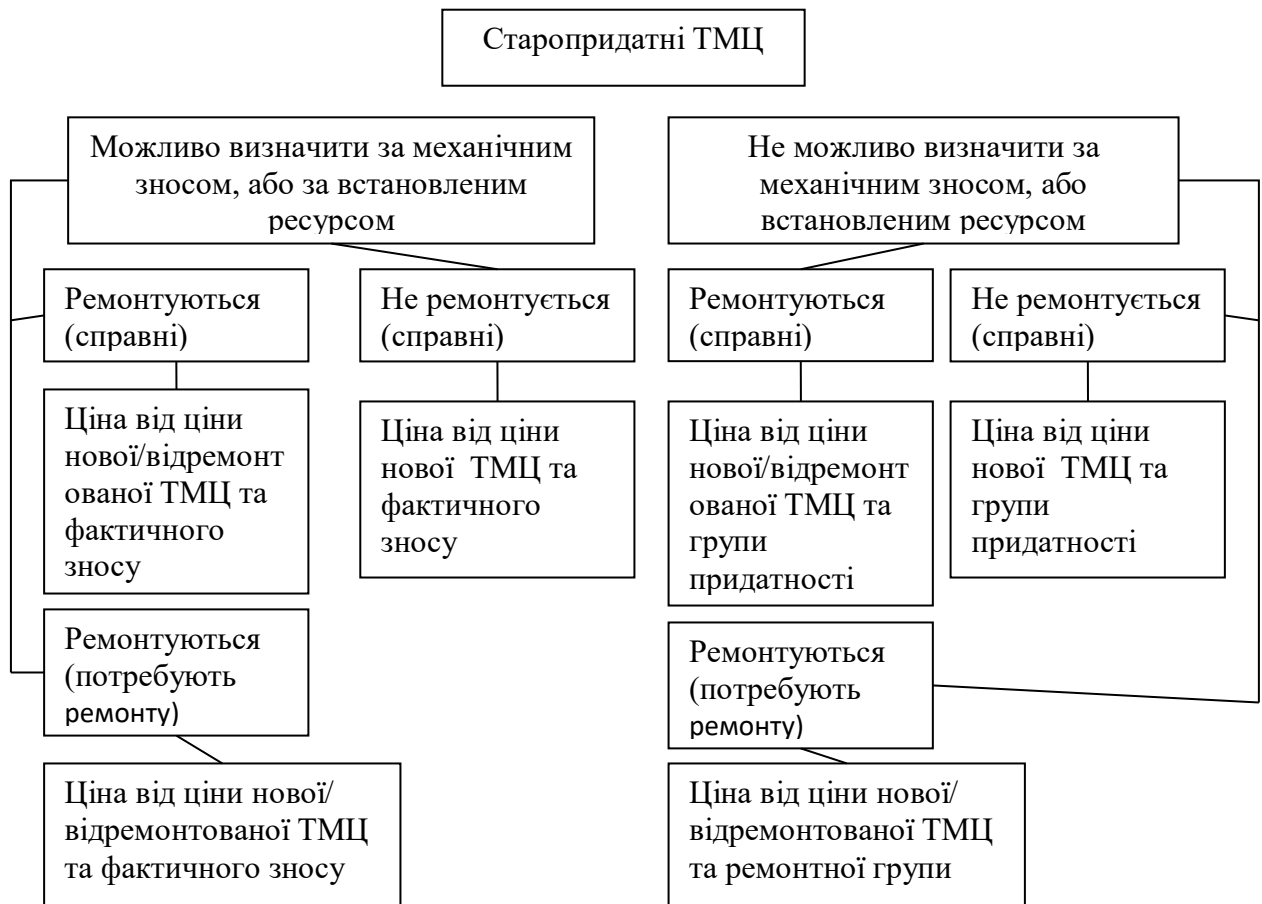 Старопридатні ТМЦ
Можливо визначити за механічним
зносом, або за встановленим
ресурсом
Не можливо визначити за
механічним зносом, або
встановленим ресурсом
Ремонтуються
(справні)
Не ремонтується
(справні)
Ремонтуються
(справні)
Не ремонтується
(справні)
Ціна від ціни
нової/відремонт
ованої ТМЦ та
фактичного
зносу
Ціна від ціни
нової ТМЦ та
фактичного
зносу
Ціна від ціни
нової/відремонт
ованої ТМЦ та
групи
придатності
Ціна від ціни
нової ТМЦ та
групи
придатності
Ремонтуються
(потребують
ремонту)
Ремонтуються
(потребують
ремонту)
Ціна від ціни нової/
відремонтованої ТМЦ
та фактичного зносу
Ціна від ціни нової/
відремонтованої ТМЦ
та ремонтної групи